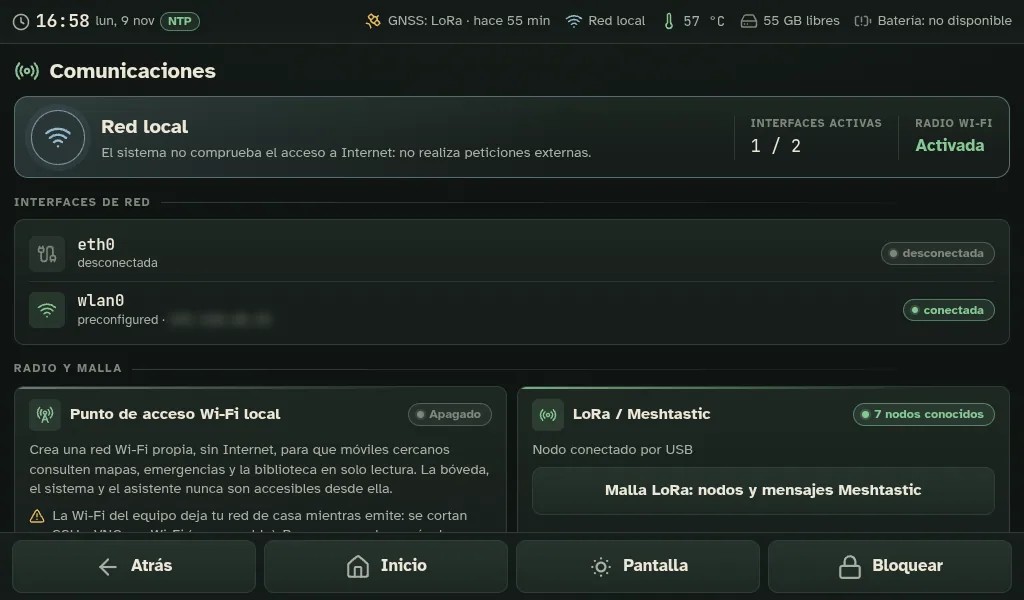 16:58 lun, 9 nov NTP GNSS: LoRa · hace 55 min Red local 57 °C 55 GB libres Batería: no disponible
Comunicaciones
Red local
El sistema no comprueba el acceso a Internet: no realiza peticiones externas.
INTERFACES ACTIVAS
1 / 2
RADIO WI-FI
Activada
INTERFACES DE RED
eth0
desconectada
desconectada
wlan0
preconfigured ·
conectada
RADIO Y MALLA
Punto de acceso Wi-Fi local
Apagado
Crea una red Wi-Fi propia, sin Internet, para que móviles cercanos
consulten mapas, emergencias y la biblioteca en solo lectura. La bóveda,
el sistema y el asistente nunca son accesibles desde ella.
La Wi-Fi del equipo deja tu red de casa mientras emite: se cortan
LoRa / Meshtastic
7 nodos conocidos
Nodo conectado por USB
Malla LoRa: nodos y mensajes Meshtastic
Atrás
Inicio
Pantalla
Bloquear